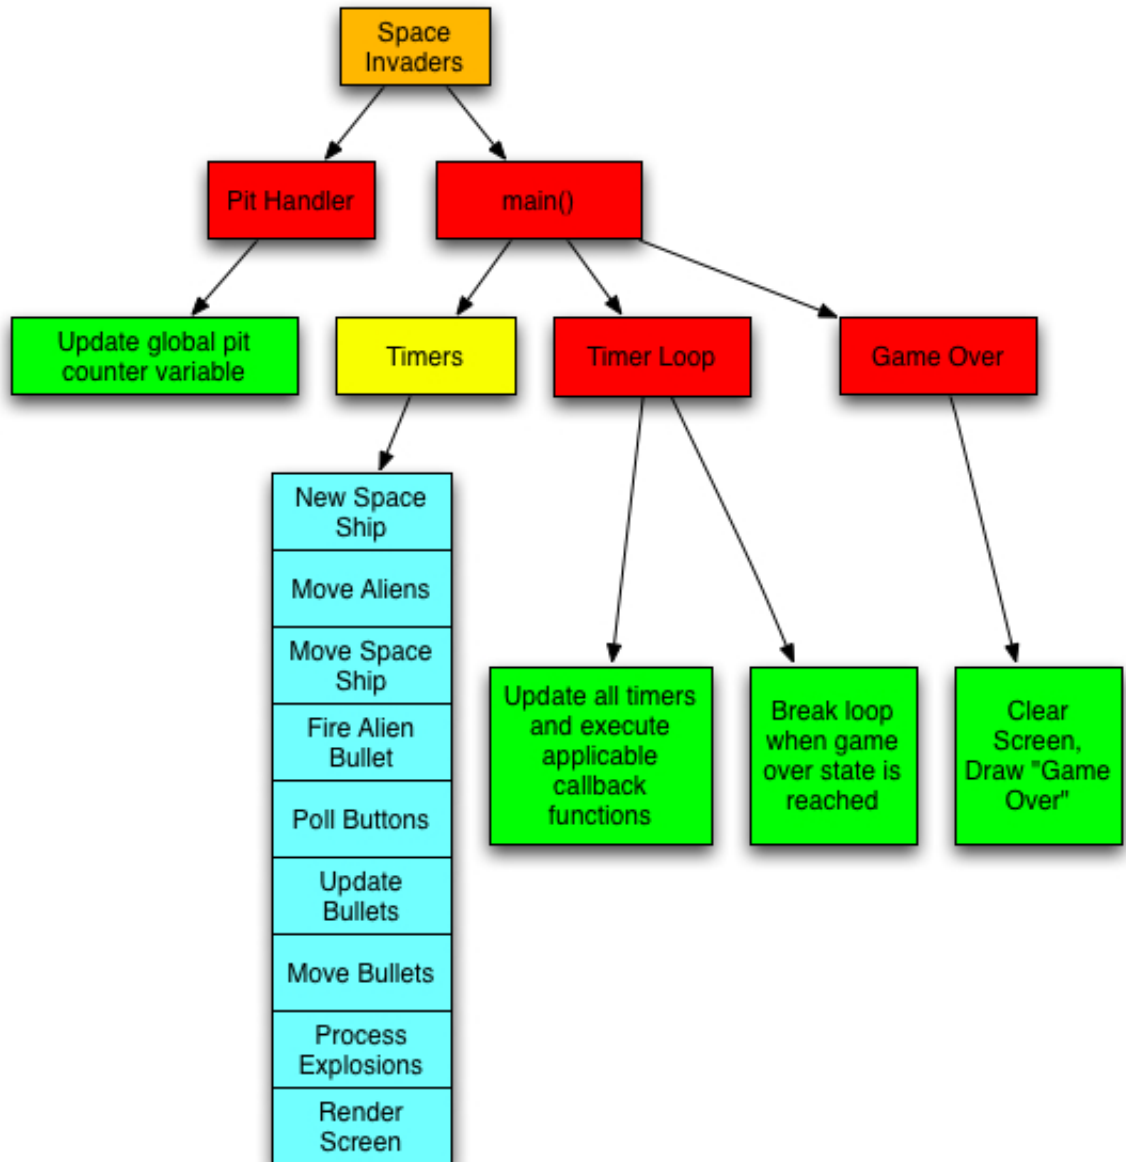 Space
Invaders
Pit Handler
main()
Update global pit
counter variable
Timers
Timer Loop
Game Over
New Space
Ship
Move Aliens
Move Space
Ship
Fire Alien
Bullet
Poll Buttons
Update
Bullets
Move Bullets
Process
Explosions
Render
Screen
Update all timers
and execute
applicable
callback
functions
Break loop
when game
over state is
reached
Clear
Screen,
Draw "Game
Over"